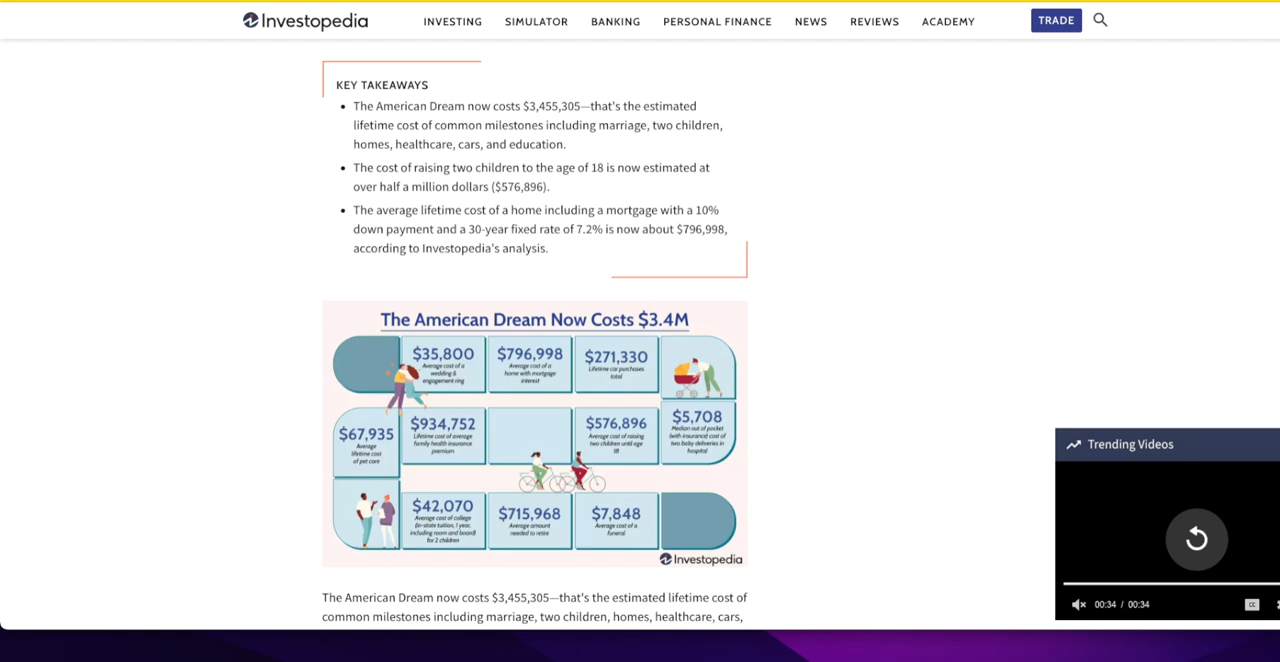 Investopedia
INVESTING SIMULATOR BANKING PERSONAL FINANCE NEWS REVIEWS ACADEMY
TRADE
KEY TAKEAWAYS
• The American Dream now costs $3,455,305—that's the estimated
lifetime cost of common milestones including marriage, two children,
homes, healthcare, cars, and education.
• The cost of raising two children to the age of 18 is now estimated at
over half a million dollars ($576,896).
• The average lifetime cost of a home including a mortgage with a 10%
down payment and a 30-year fixed rate of 7.2% is now about $796,998,
according to Investopedia's analysis.
The American Dream Now Costs $3.4M
$35,800
Average cost of a
wedding &
engagement ring
$796,998
Average cost of a
home with mortgage
interest
$271,330
Lifetime car purchases
total
$67,935
Average
lifetime cost
of pet care
$934,752
Lifetime cost of average
family health insurance
premium
$576,896
Average cost of raising
two children until age
18
$5,708
Median out of pocket
(with insurance) cost of
two baby deliveries in
hospital
$42,070
Average cost of college
(in-state tuition, 1 year,
including room and board)
for 2 children
$715,968
Average amount
needed to retire
$7,848
Average cost of a
funeral
Investopedia
The American Dream now costs $3,455,305—that's the estimated lifetime cost of
common milestones including marriage, two children, homes, healthcare, cars,
Trending Videos
00:34 / 00:34
CC